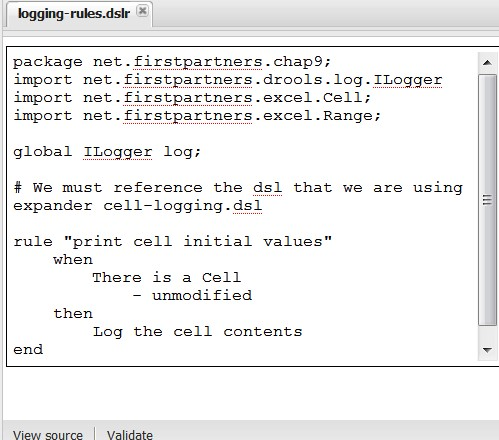 logging-rules.dslr
package net.firstpartners.chap9;
import net.firstpartners.drools.log.ILogger
import net.firstpartners.excel.Cell;
import net.firstpartners.excel.Range;
global ILogger log;
# We must reference the dsl that we are using
expander cell-logging.dsl
rule "print cell initial values"
    when
        There is a Cell
            - unmodified
    then
        Log the cell contents
end
View source | Validate